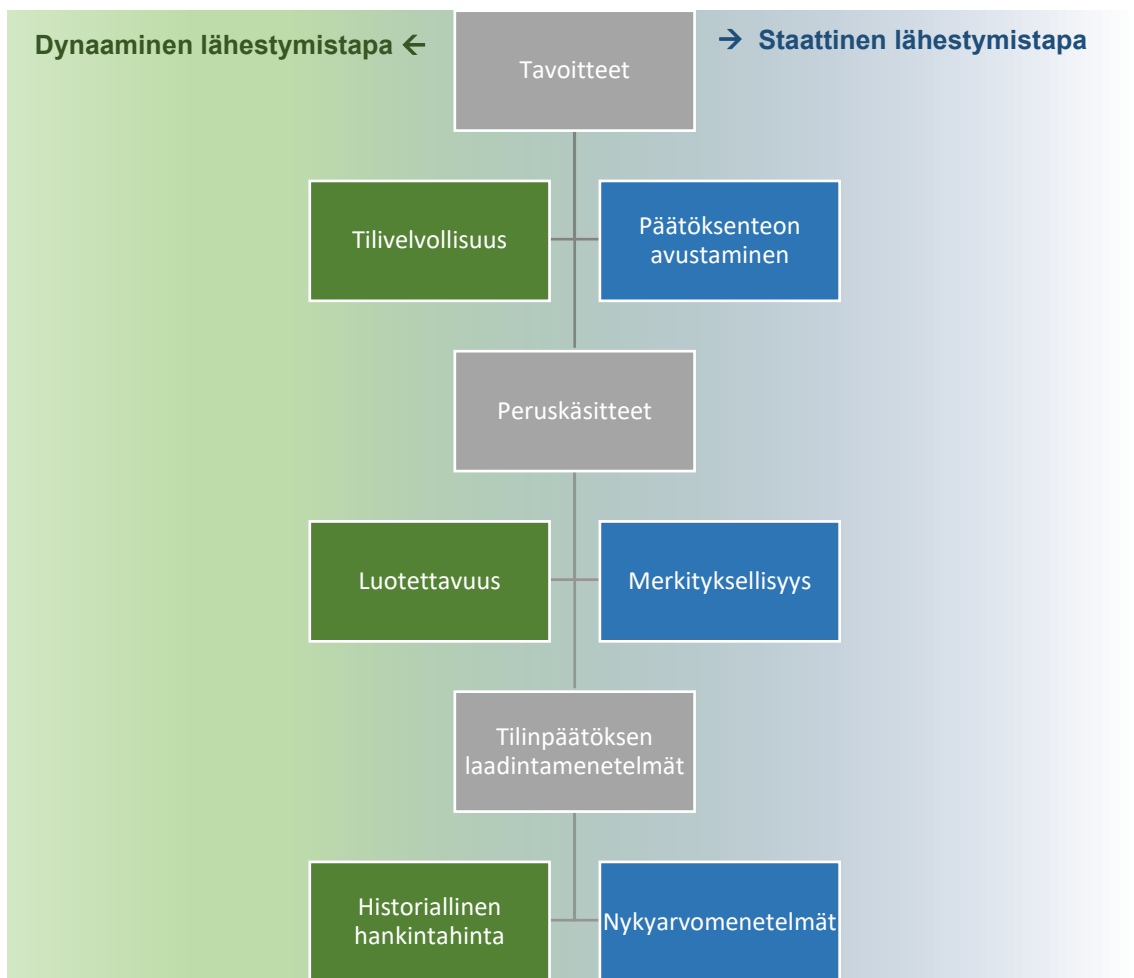 Dynaaminen lähestymistapa ←
→ Staattinen lähestymistapa
Tavoitteet
Tilivelvollisuus
Päätöksenteon
avustaminen
Peruskäsitteet
Luotettavuus
Merkityksellisyys
Tilinpäätöksen
laadintamenetelmät
Historiallinen
hankintahinta
Nykyarvomenetelmät